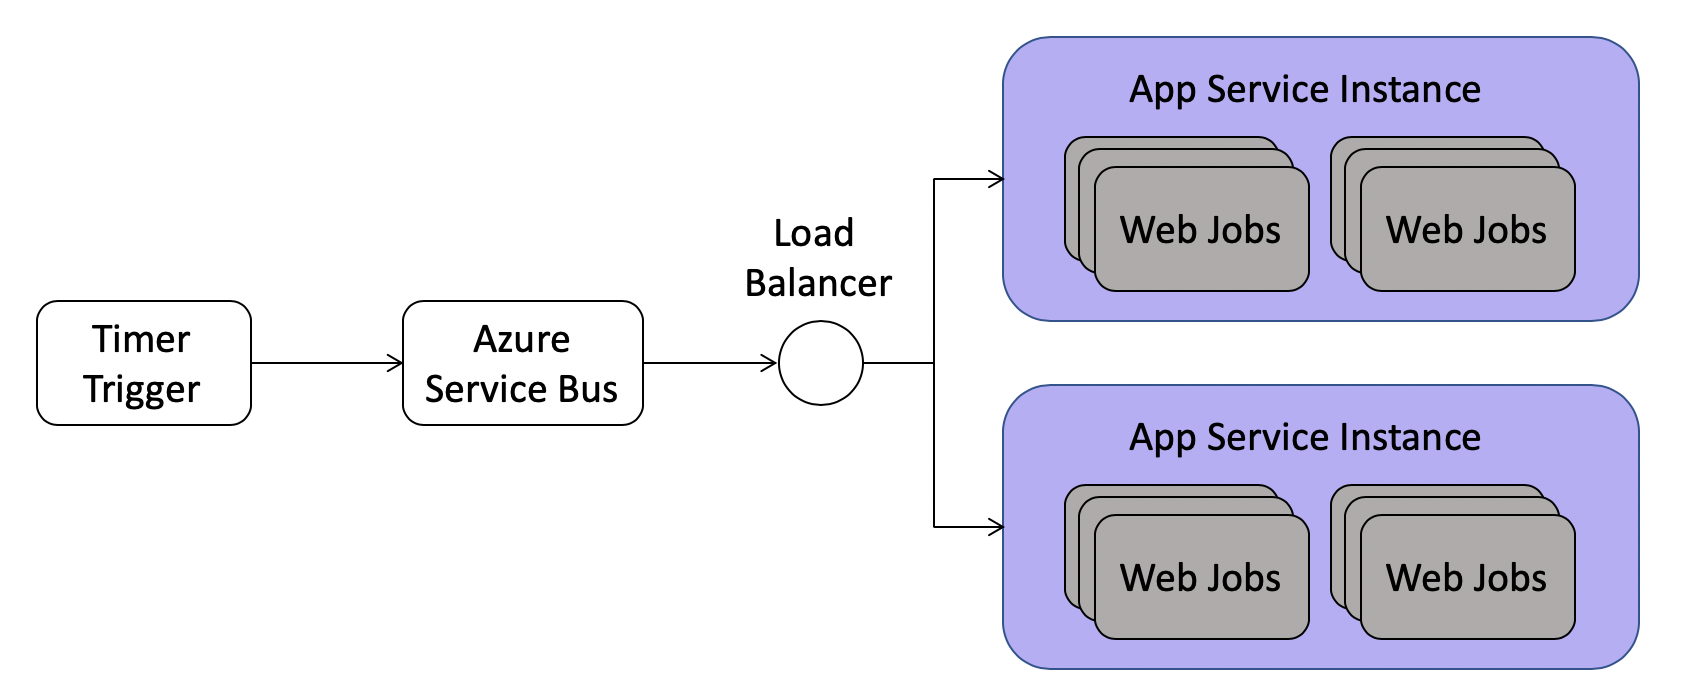 Timer
Trigger
Azure
Service Bus
Load
Balancer
App Service Instance
Web Jobs
Web Jobs
App Service Instance
Web Jobs
Web Jobs